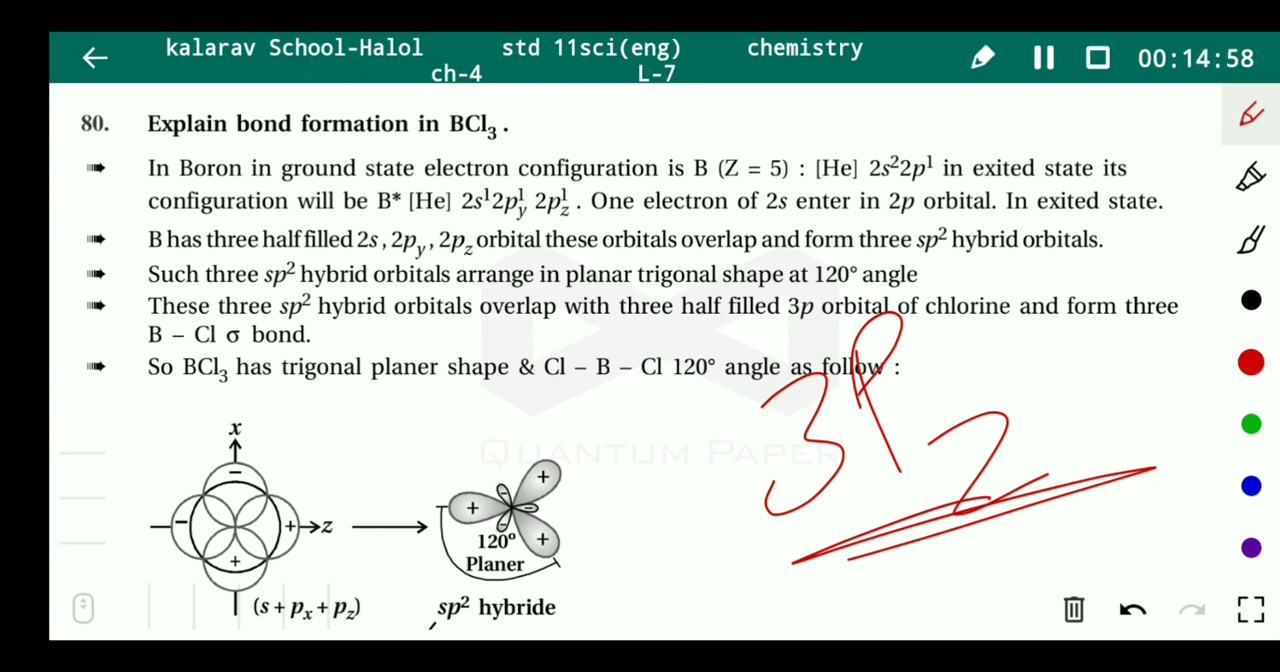 kalarav School-Halol std 11sci(eng) chemistry
ch-4 L-7
00:14:58
80. Explain bond formation in BCl₃ .
In Boron in ground state electron configuration is B (Z = 5) : [He] 2s²2p¹ in exited state its
configuration will be B* [He] 2s¹2p¹y 2p¹z . One electron of 2s enter in 2p orbital. In exited state.
B has three half filled 2s , 2py , 2pz orbital these orbitals overlap and form three sp² hybrid orbitals.
Such three sp² hybrid orbitals arrange in planar trigonal shape at 120° angle
These three sp² hybrid orbitals overlap with three half filled 3p orbital of chlorine and form three
B – Cl σ bond.
So BCl₃ has trigonal planer shape & Cl – B – Cl 120° angle as follow :
3P
2
QUANTUM PAPER
x
–
– + z
+
(s + px + pz)
+
+ –
–
–
120° +
Planer
sp² hybride